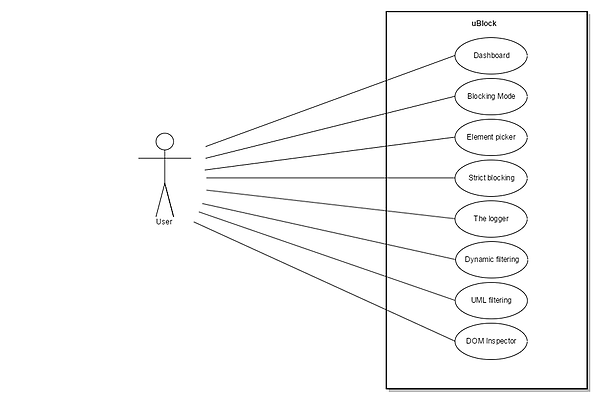 uBlock
Dashboard
Blocking Mode
Element picker
Strict blocking
The logger
Dynamic filtering
UML filtering
DOM Inspector
User